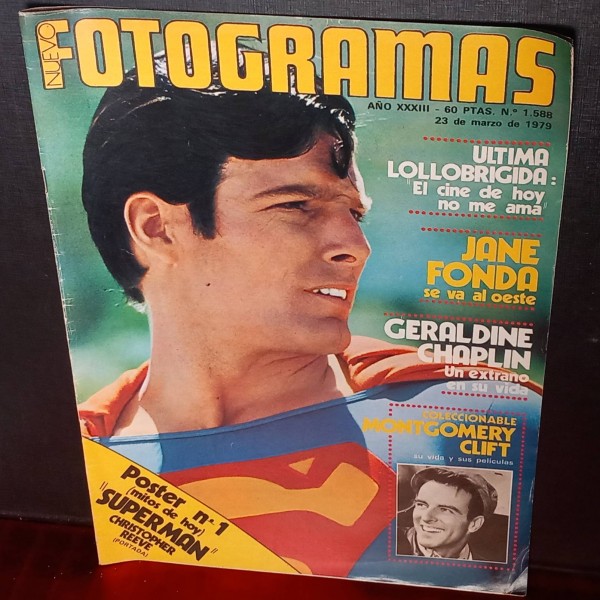 NUEVO
FOTOGRAMAS
AÑO XXXIII - 60 PTAS. N.º 1.588
23 de marzo de 1979
ULTIMA
LOLLOBRIGIDA:
"El cine de hoy
no me ama"
JANE
FONDA
se va al oeste
GERALDINE
CHAPLIN
Un extraño
en su vida
COLECCIONABLE
MONTGOMERY
CLIFT
su vida y sus peliculas
poster nº 1
(mitos de hoy)
"SUPERMAN"
CHRISTOPHER
REEVE
(PORTADA)